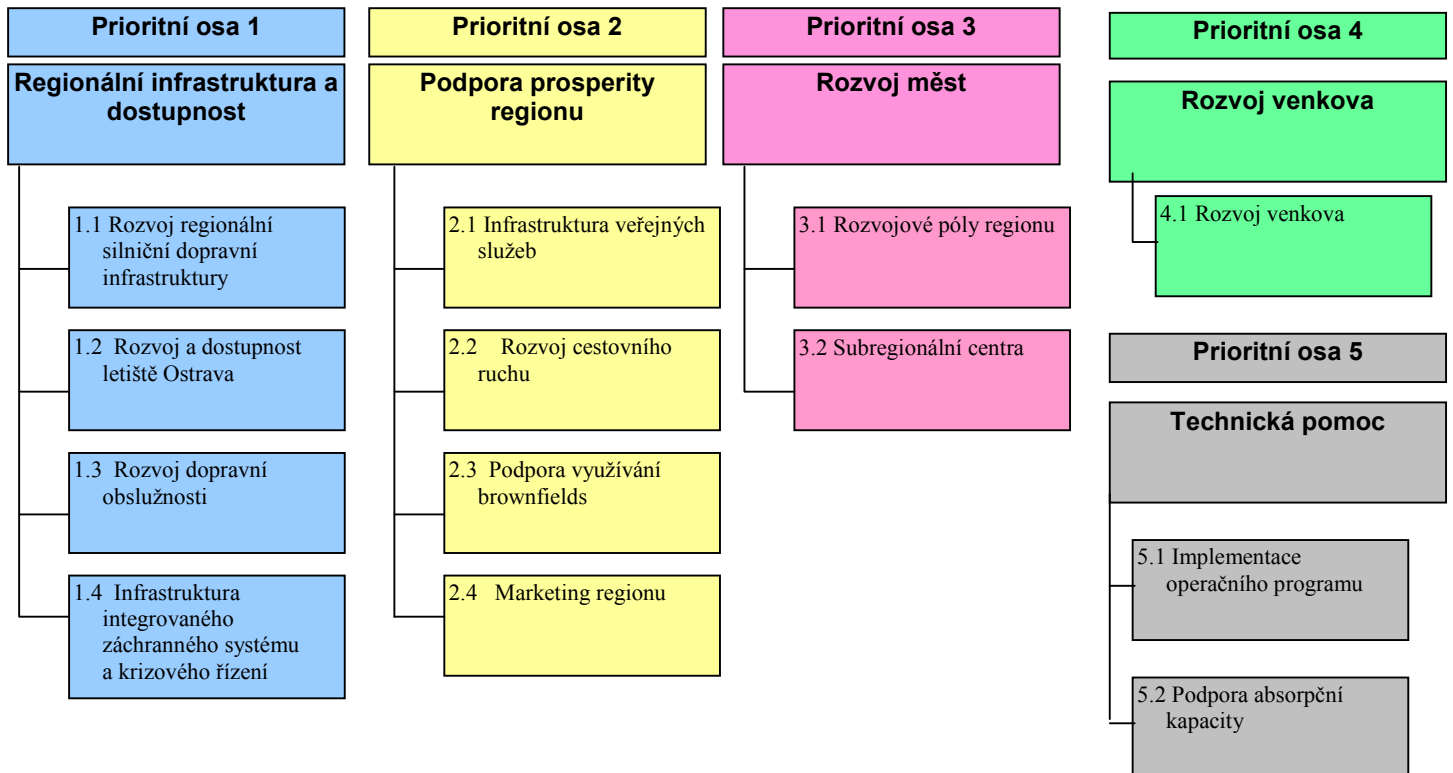 Prioritní osa 1
Regionální infrastruktura a
dostupnost
1.1 Rozvoj regionální
silniční dopravní
infrastruktury
1.2 Rozvoj a dostupnost
letiště Ostrava
1.3 Rozvoj dopravní
obslužnosti
1.4 Infrastruktura
integrovaného
záchranného systému
a krizového řízení
Prioritní osa 2
Podpora prosperity
regionu
2.1 Infrastruktura veřejných
služeb
2.2 Rozvoj cestovního
ruchu
2.3 Podpora využívání
brownfields
2.4 Marketing regionu
Prioritní osa 3
Rozvoj měst
3.1 Rozvojové póly regionu
3.2 Subregionální centra
Prioritní osa 4
Rozvoj venkova
4.1 Rozvoj venkova
Prioritní osa 5
Technická pomoc
5.1 Implementace
operačního programu
5.2 Podpora absorpční
kapacity